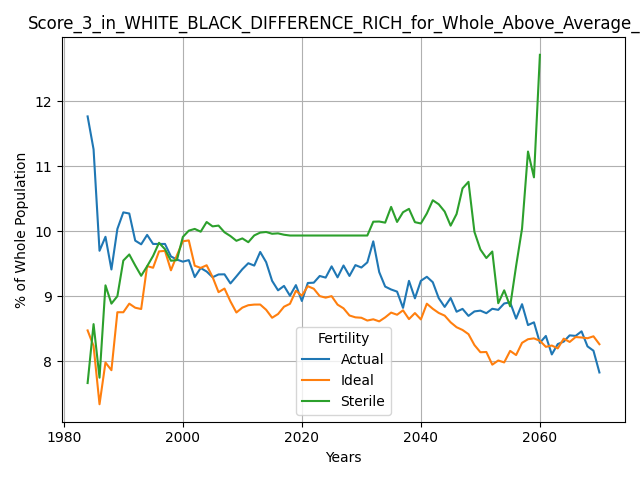 Score_3_in_WHITE_BLACK_DIFFERENCE_RICH_for_Whole_Above_Average_
12
11
10
9
8
% of Whole Population
Fertility
Actual
Ideal
Sterile
1980
2000
2020
2040
2060
Years